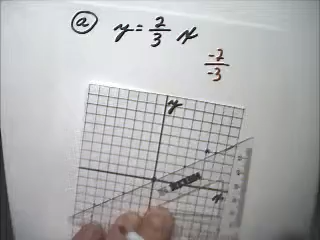 (a) y = 2/3 x
-2/-3
y
x